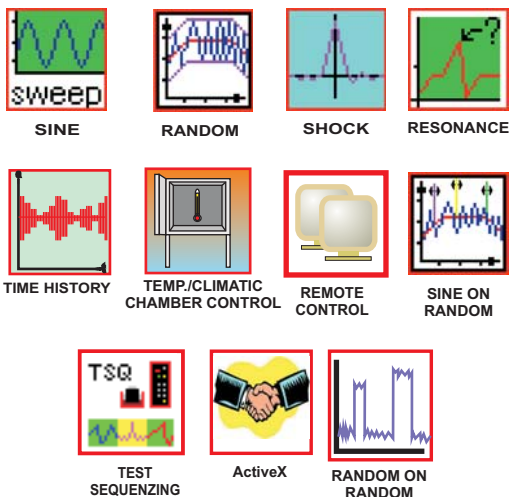 sweep
SINE
RANDOM
SHOCK
?
RESONANCE
TIME HISTORY
TEMP./CLIMATIC
CHAMBER CONTROL
REMOTE
CONTROL
SINE ON
RANDOM
TSQ
TEST
SEQUENZING
ActiveX
RANDOM ON
RANDOM